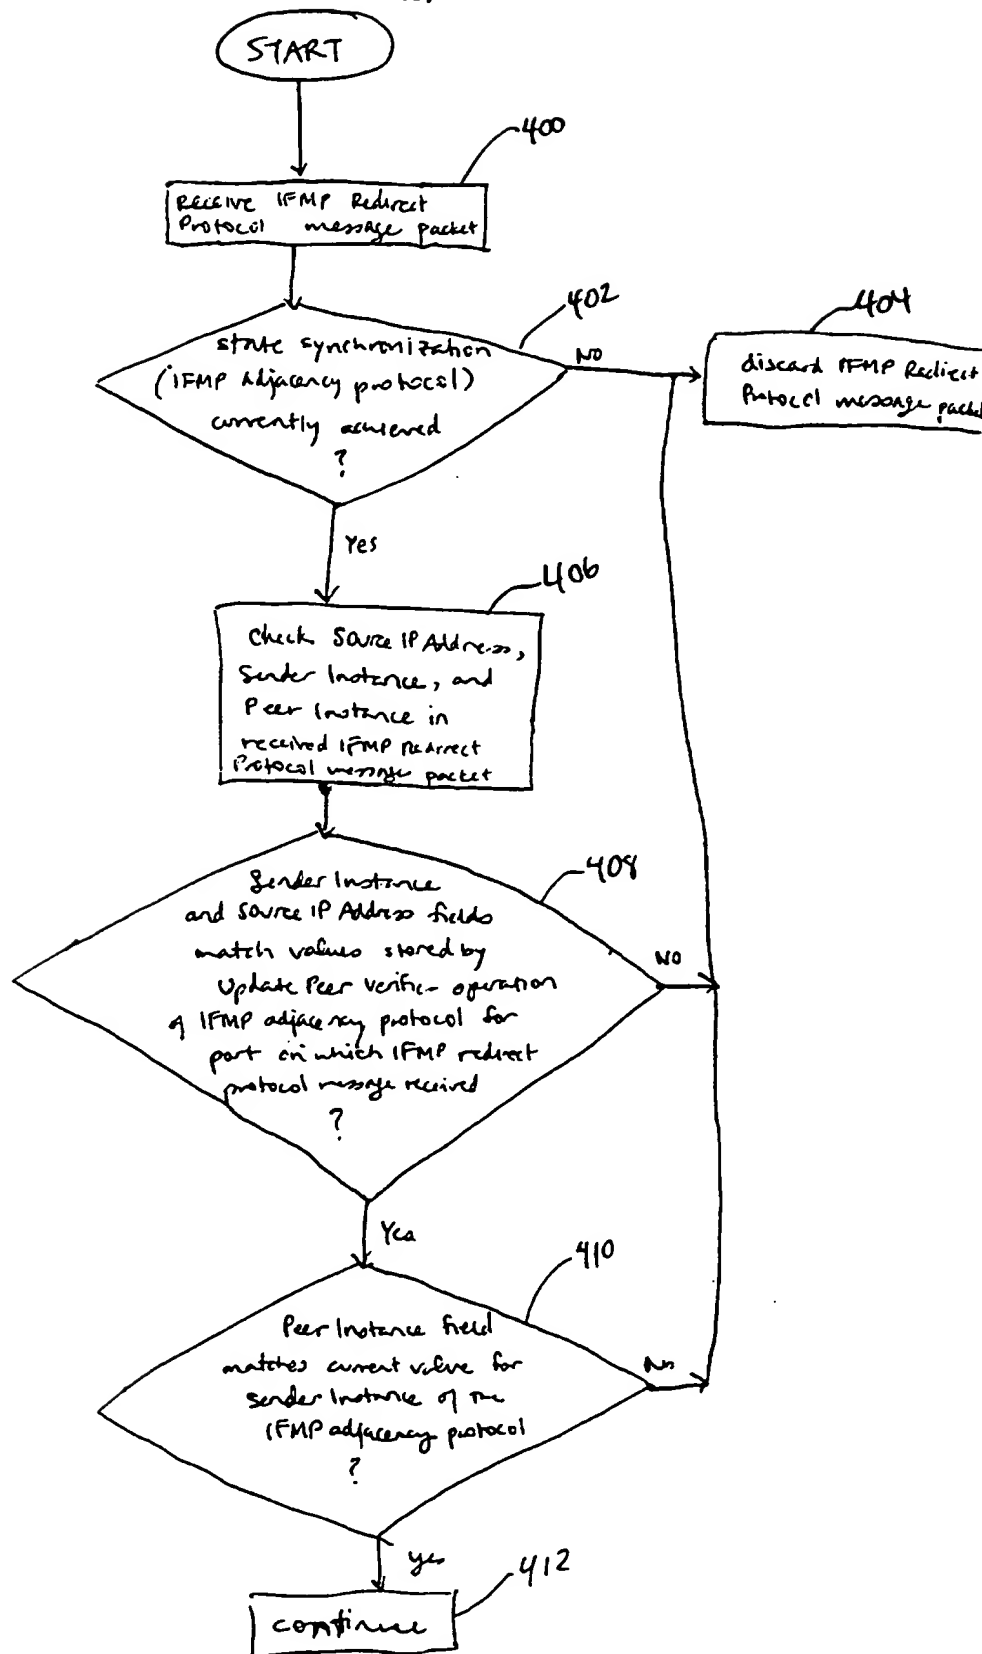 START
400
Receive IFMP Redirect
Protocol message packet
402
state synchronization
(IFMP Adjacency protocol)
currently achieved
?
NO
404
discard IFMP Redirect
Protocol message packet
Yes
406
Check Source IP Address,
Sender Instance, and
Peer Instance in
received IFMP Redirect
Protocol message packet
408
Sender Instance
and Source IP Address fields
match values stored by
Update Peer Verifier operation
of IFMP adjacency protocol for
port on which IFMP redirect
protocol message received
?
NO
Yes
410
Peer Instance field
matches current value for
Sender Instance of the
IFMP adjacency protocol
?
No
yes
412
continue